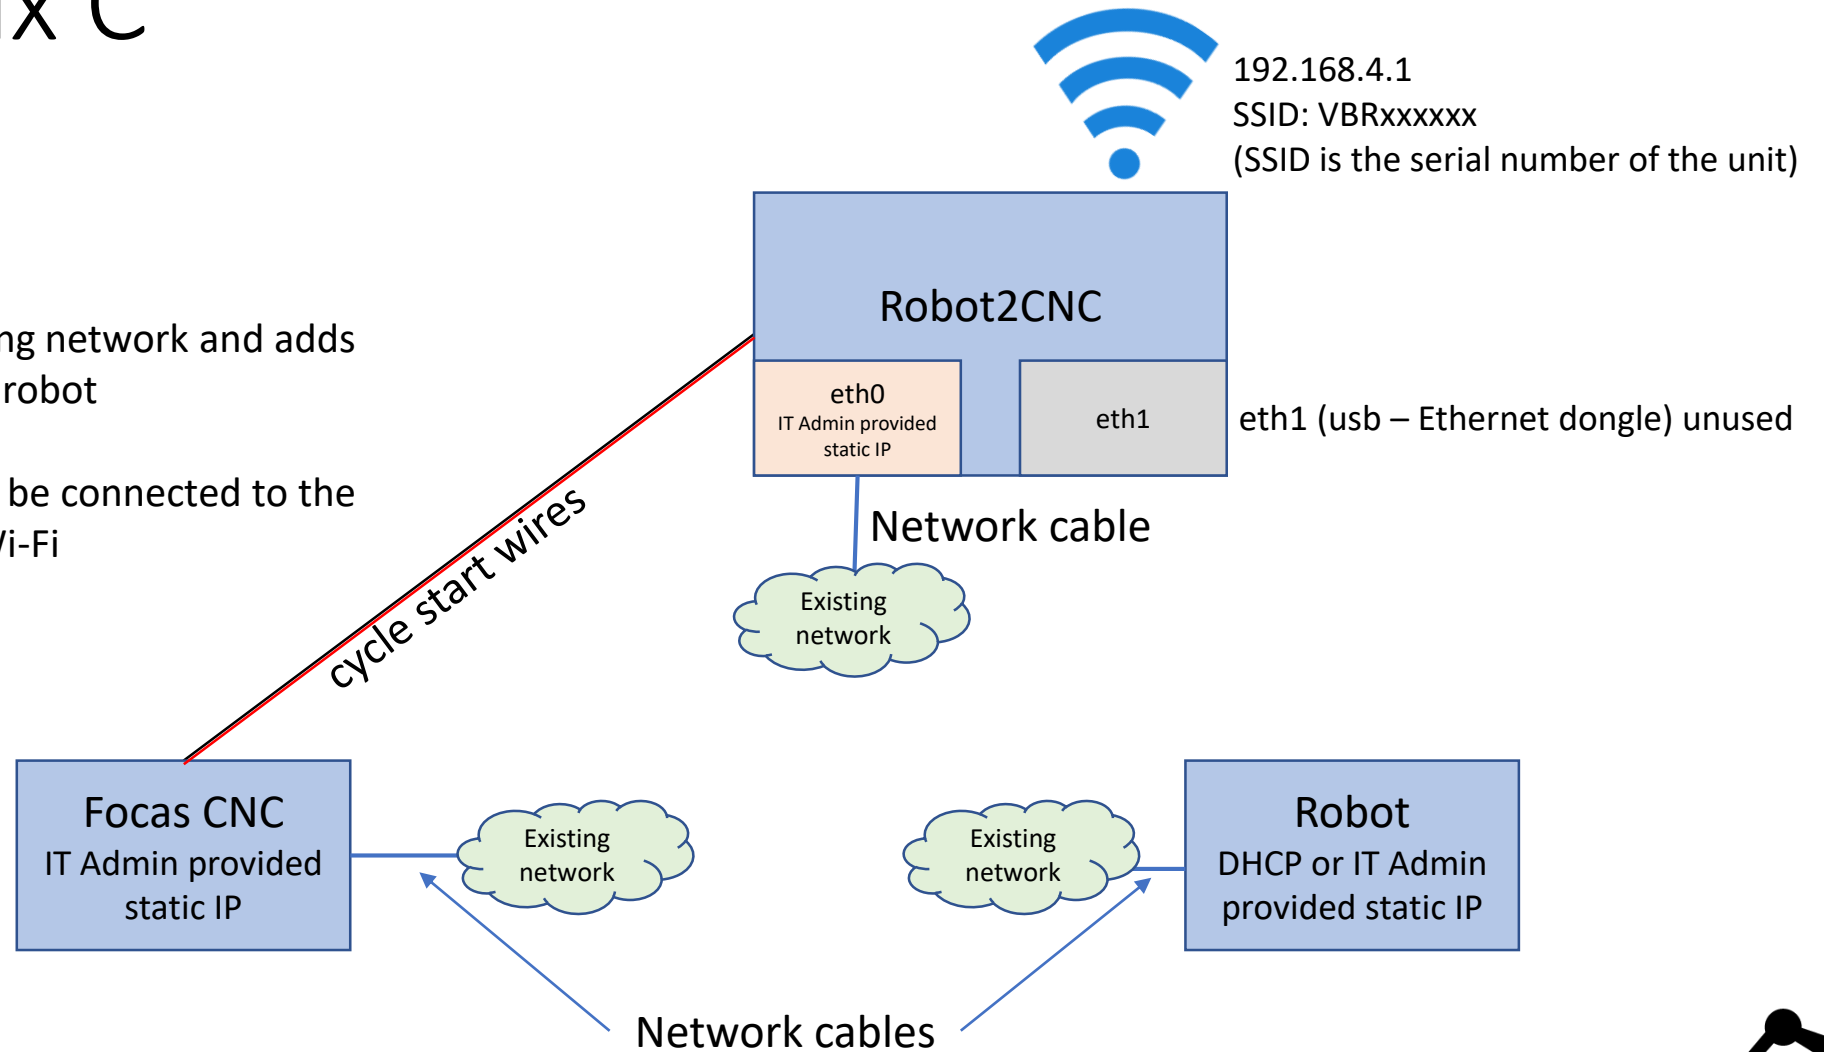 C
192.168.4.1
SSID: VBRxxxxxx
(SSID is the serial number of the unit)
Robot2CNC
network and adds
robot
be connected to the
eth0
IT Admin provided
static IP
eth1
eth1 (usb – Ethernet dongle) unused
cycle start wires
Network cable
Existing
network
Focas CNC
IT Admin provided
static IP
Existing
network
Existing
network
Robot
DHCP or IT Admin
provided static IP
Network cables